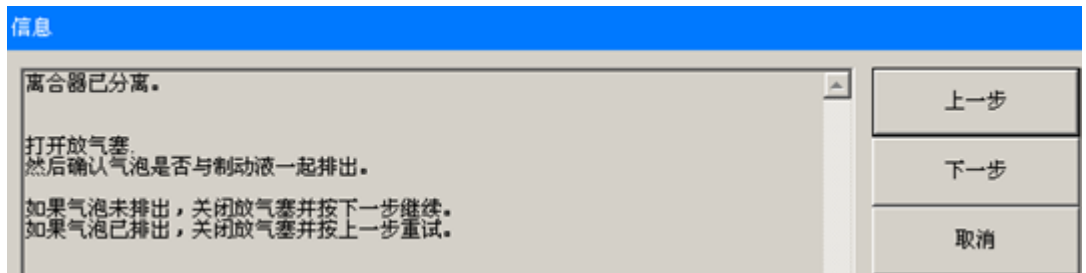 信息
离合器已分离。
打开放气塞.
然后确认气泡是否与制动液一起排出。
如果气泡未排出，关闭放气塞并按下一步继续。
如果气泡已排出，关闭放气塞并按上一步重试。
上一步
下一步
取消